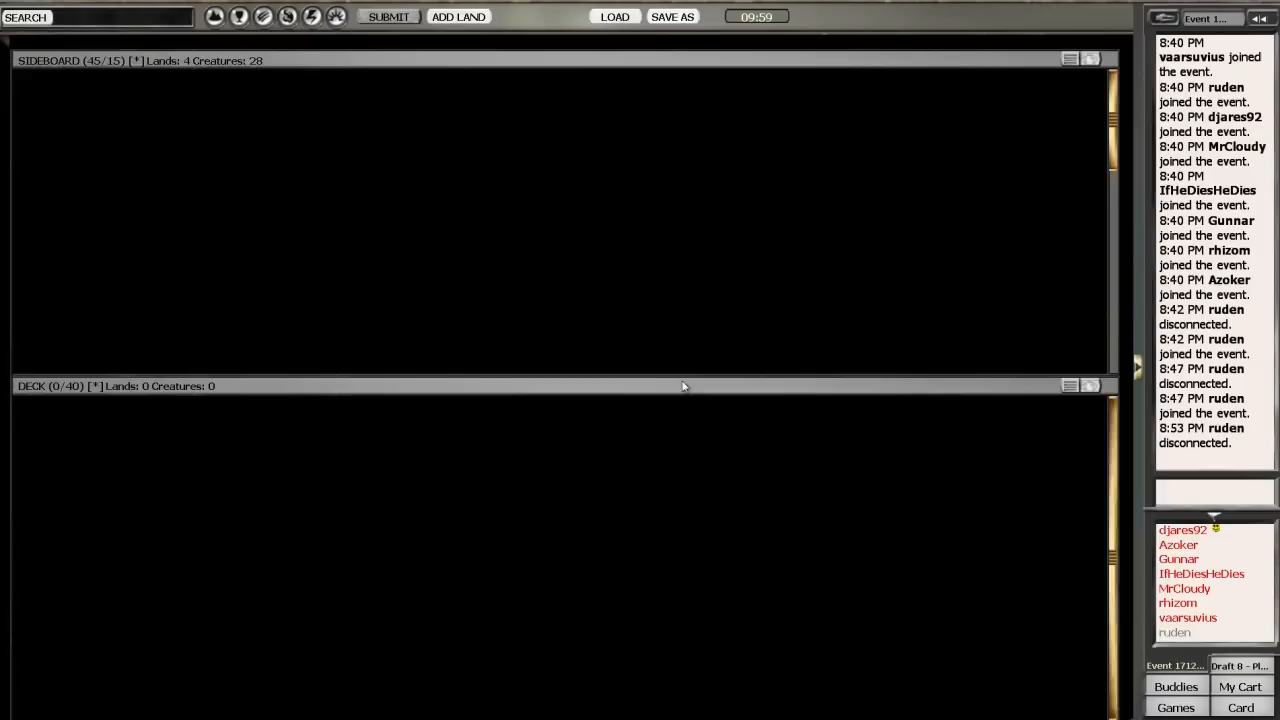 SEARCH
SUBMIT
ADD LAND
LOAD
SAVE AS
09:59
Event 1...
SIDEBOARD (45/15) [*] Lands: 4 Creatures: 28
DECK (0/40) [*] Lands: 0 Creatures: 0
8:40 PM
vaarsuvius joined
the event.
8:40 PM ruden
joined the event.
8:40 PM djares92
joined the event.
8:40 PM MrCloudy
joined the event.
8:40 PM
IfHeDiesHeDies
joined the event.
8:40 PM Gunnar
joined the event.
8:40 PM rhizom
joined the event.
8:40 PM Azoker
joined the event.
8:42 PM ruden
disconnected.
8:42 PM ruden
joined the event.
8:47 PM ruden
disconnected.
8:47 PM ruden
joined the event.
8:53 PM ruden
disconnected.
djares92
Azoker
Gunnar
IfHeDiesHeDies
MrCloudy
rhizom
vaarsuvius
ruden
Event 1712...
Draft 8 - Pl...
Buddies
My Cart
Games
Card